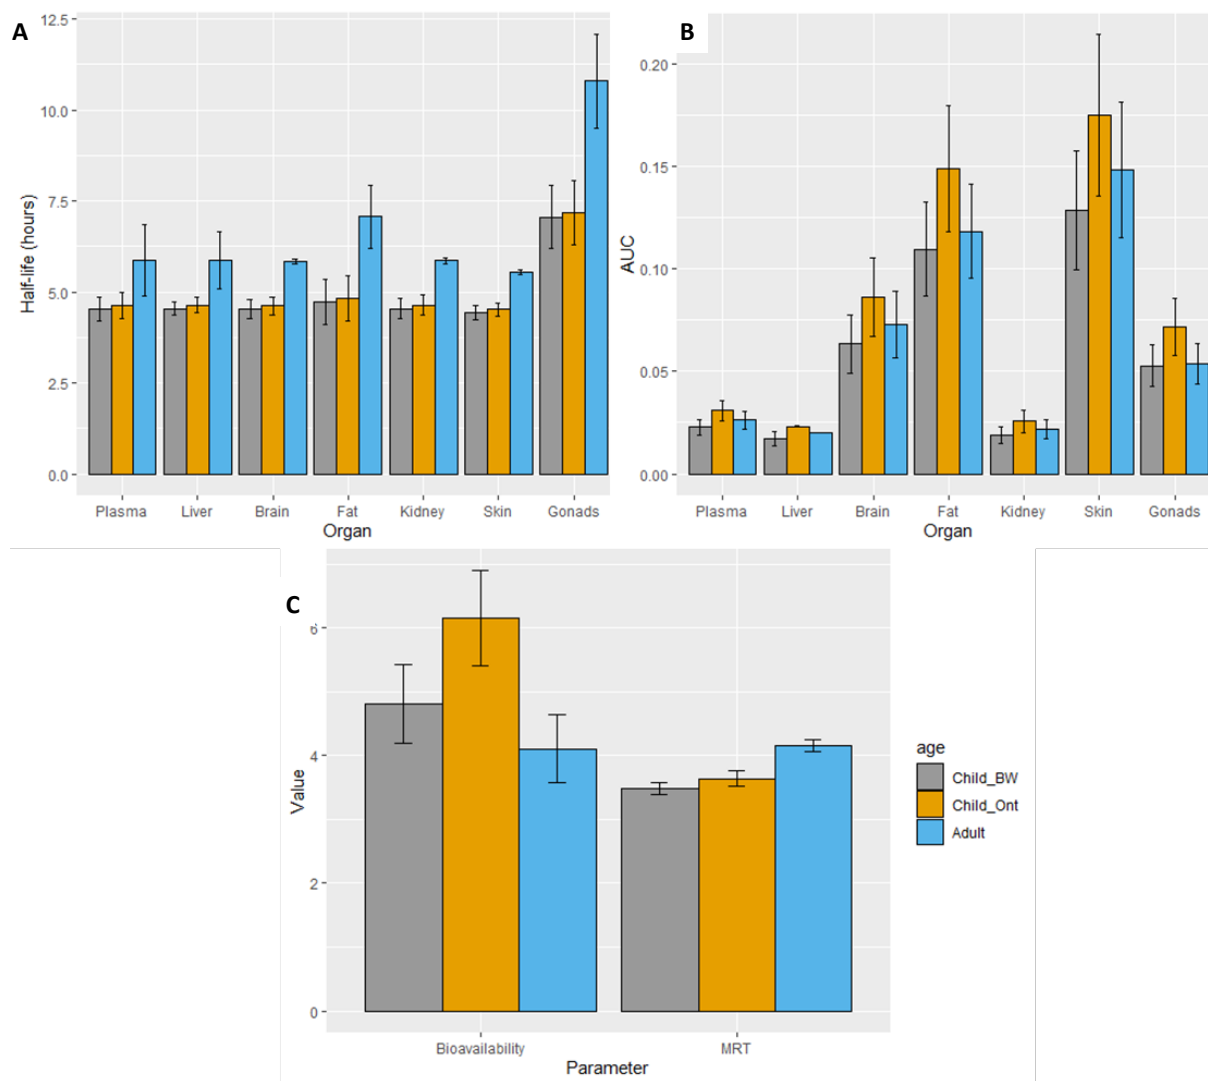 A
12.5
10.0
7.5
5.0
2.5
0.0
Half-life (hours)
Plasma Liver Brain Fat Kidney Skin Gonads
Organ
B
0.20
0.15
0.10
0.05
0.00
AUC
Plasma Liver Brain Fat Kidney Skin Gonads
Organ
C
6
4
2
0
Value
Bioavailability MRT
Parameter
age
Child_BW
Child_Ont
Adult